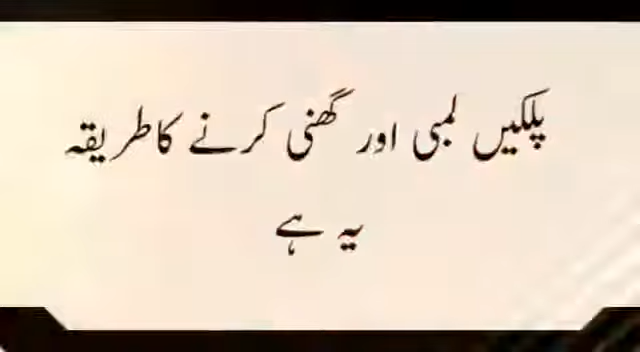 پلکیں لمبی اور گھنی کرنے کا طریقہ
یہ ہے